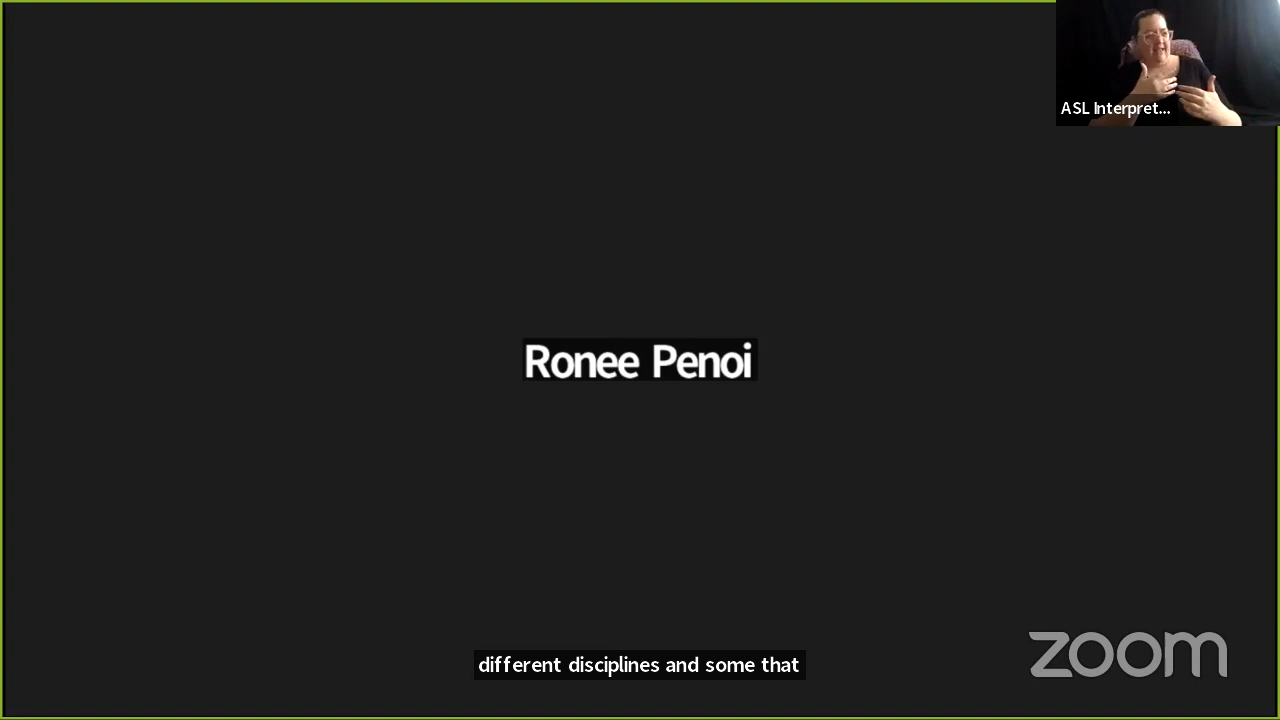 ASL Interpret...
Ronee Penoi
different disciplines and some that
zoom